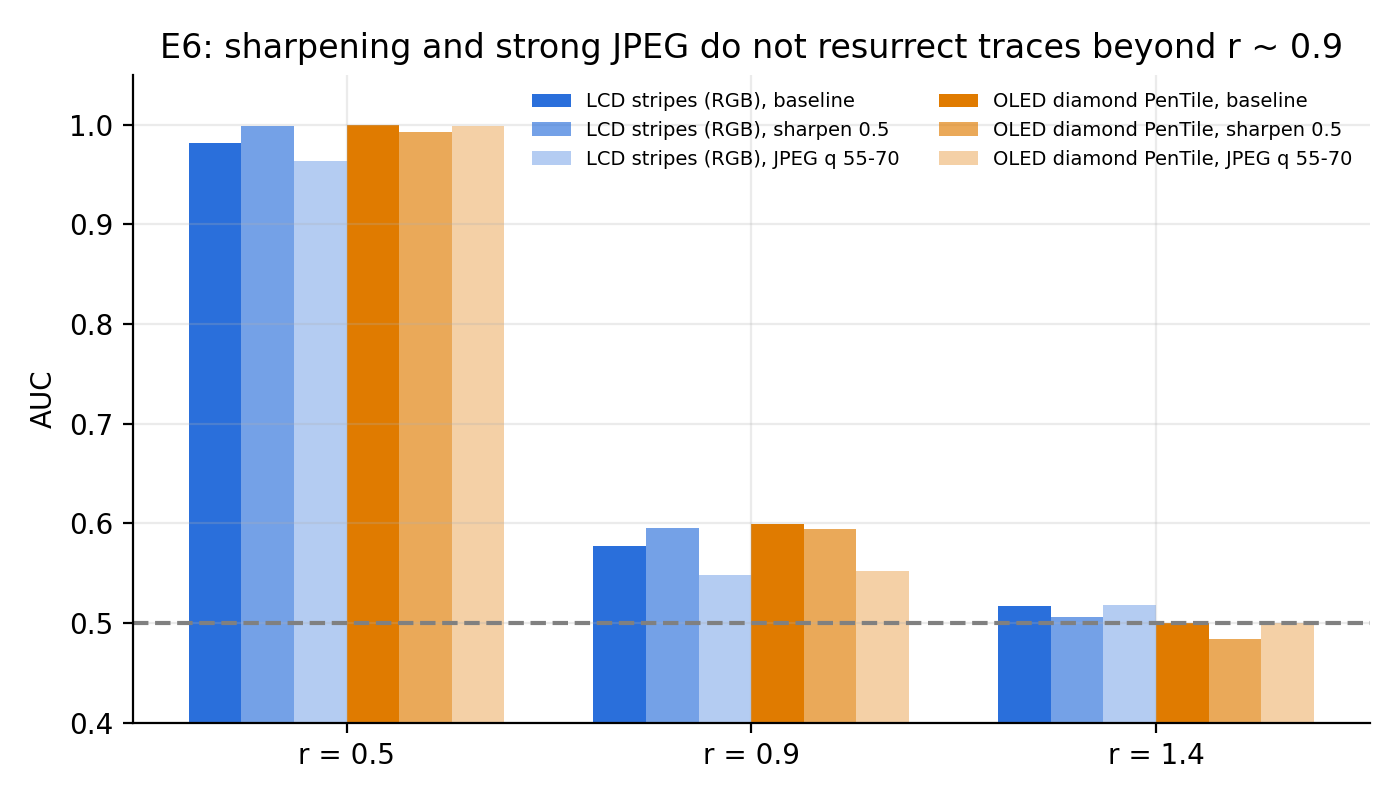 E6: sharpening and strong JPEG do not resurrect traces beyond r ~ 0.9
LCD stripes (RGB), baseline
LCD stripes (RGB), sharpen 0.5
LCD stripes (RGB), JPEG q 55-70
OLED diamond PenTile, baseline
OLED diamond PenTile, sharpen 0.5
OLED diamond PenTile, JPEG q 55-70
AUC
1.0
0.9
0.8
0.7
0.6
0.5
0.4
r = 0.5
r = 0.9
r = 1.4